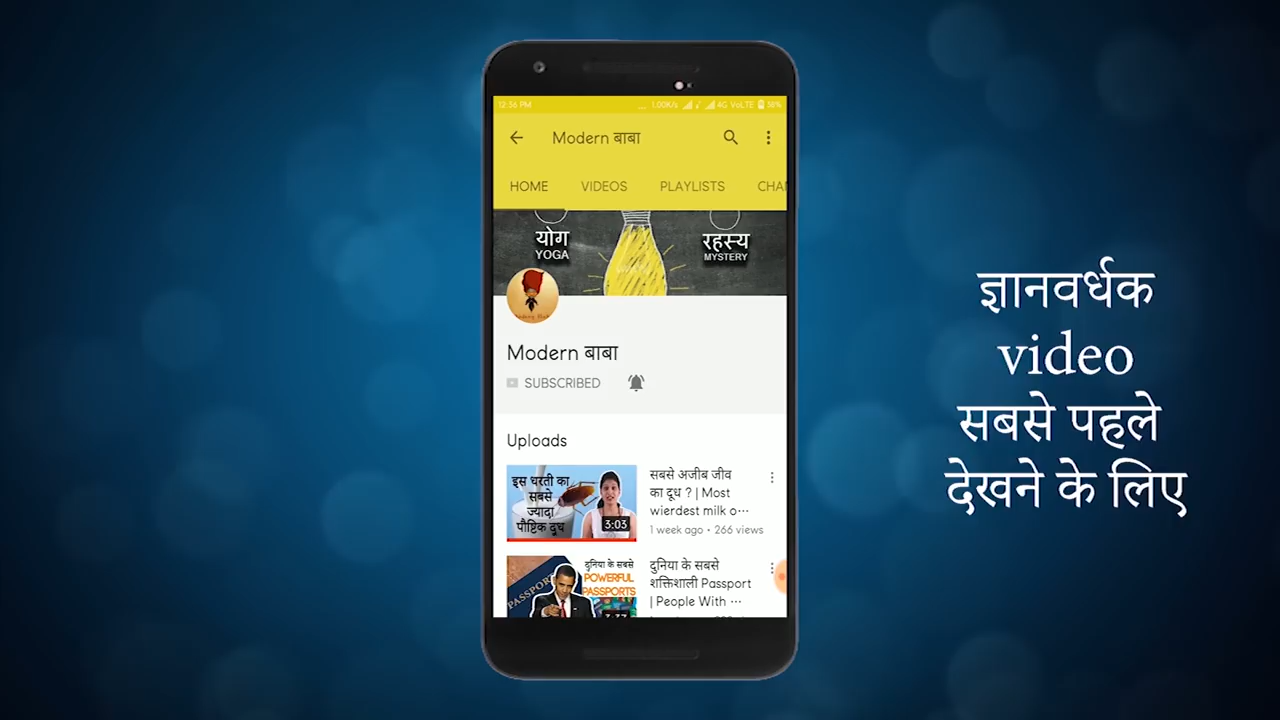 12:56 PM
1.00K/s 4G VoLTE 38%
Modern बाबा
HOME VIDEOS PLAYLISTS CHAN
योग
YOGA
रहस्य
MYSTERY
Modern बाबा
SUBSCRIBED
Uploads
इस धरती का
सबसे
ज्यादा
पौष्टिक दूध
3:03
सबसे अजीब जीव
का दूध ? | Most
wierdest milk o…
1 week ago • 266 views
PASSPORT
दुनिया के सबसे
POWERFUL
PASSPORTS
दुनिया के सबसे
शक्तिशाली Passport
| People With …
ज्ञानवर्धक
video
सबसे पहले
देखने के लिए